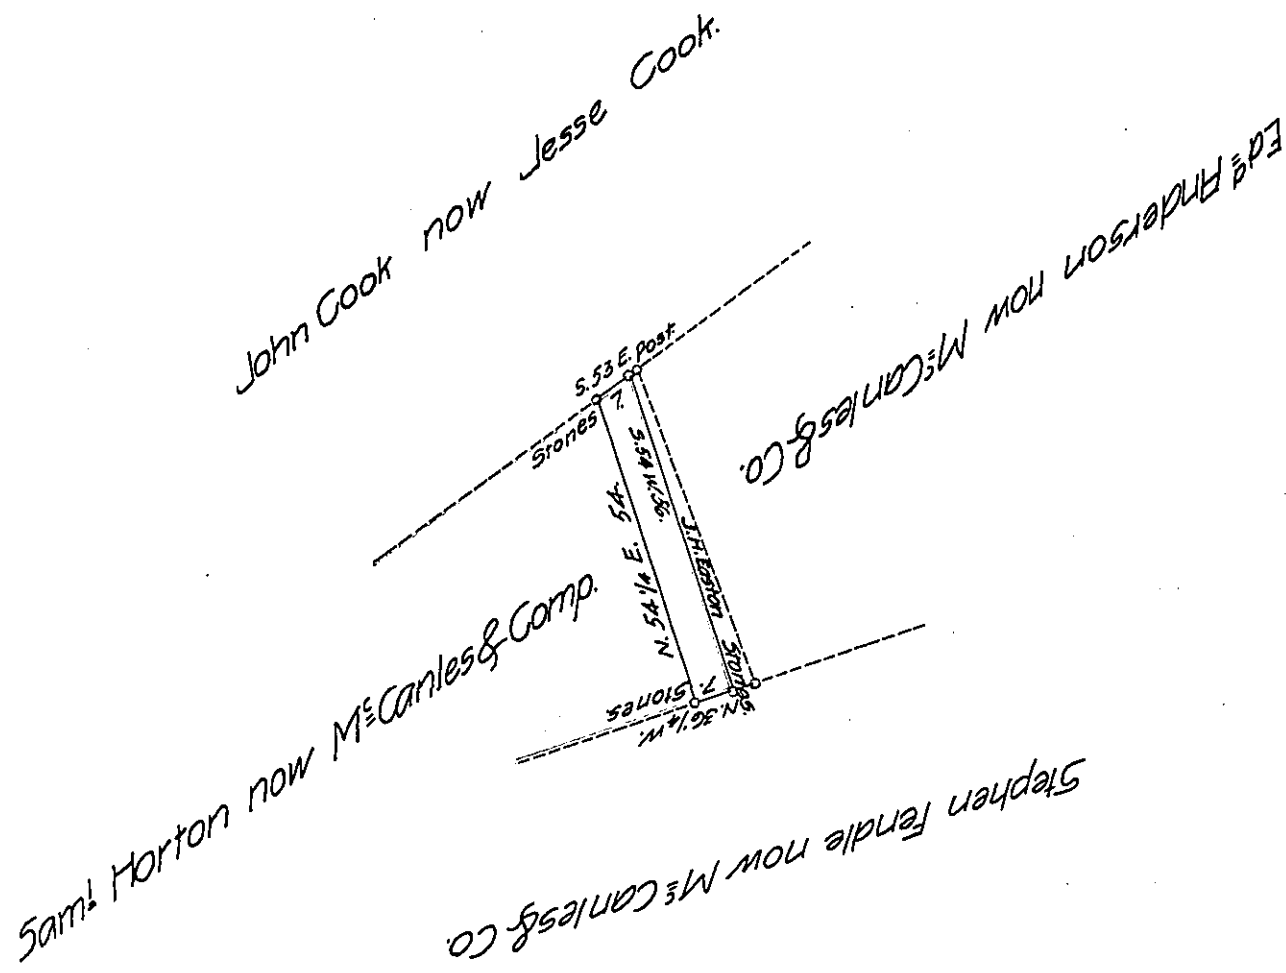 John Cook now Jesse Cook.
Edd Anderson now McCanles & Co.
S. 53 E. Post.
7.
Stones
S. 54 W. 56.
J. H. Easton
N. 54 1/4 E. 54
Stones
Stones
7.
N. 36 1/4 W.
Saml Horton now McCanles & Comp.
Stephen Fendle now McCanles & Co.